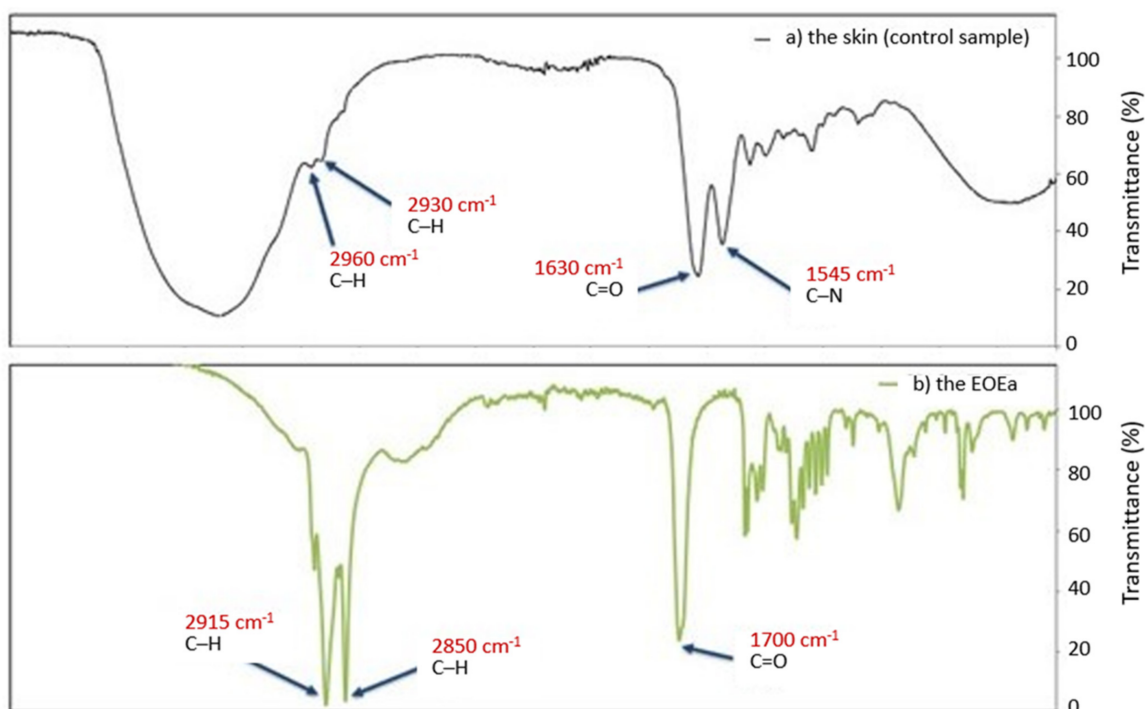 a) the skin (control sample)
100
80
60
40
20
0
Transmittance (%)
2930 cm⁻¹
C–H
2960 cm⁻¹
C–H
1630 cm⁻¹
C=O
1545 cm⁻¹
C–N
b) the EOEa
100
80
60
40
20
0
Transmittance (%)
2915 cm⁻¹
C–H
2850 cm⁻¹
C–H
1700 cm⁻¹
C=O